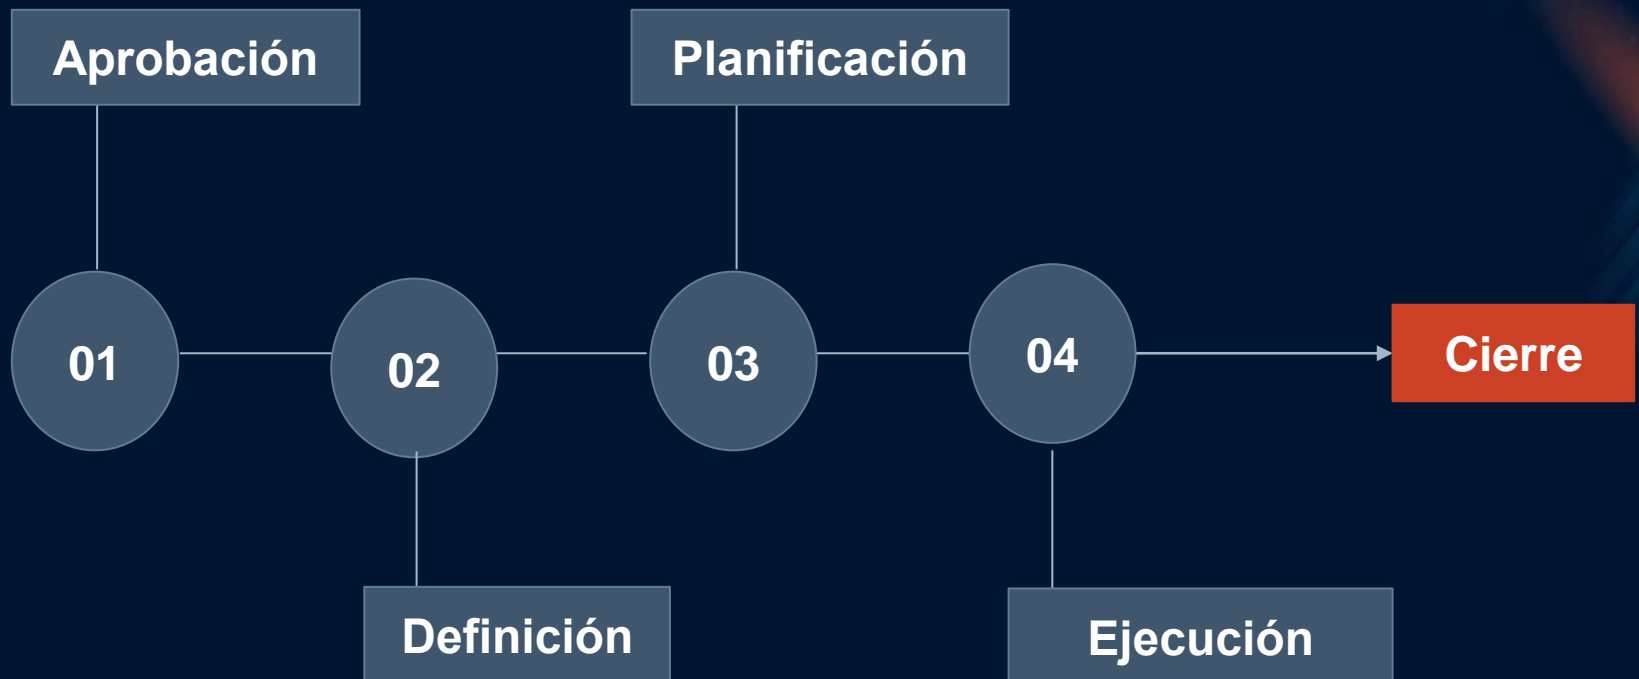 Aprobación
Planificación
01
02
03
04
Cierre
Definición
Ejecución